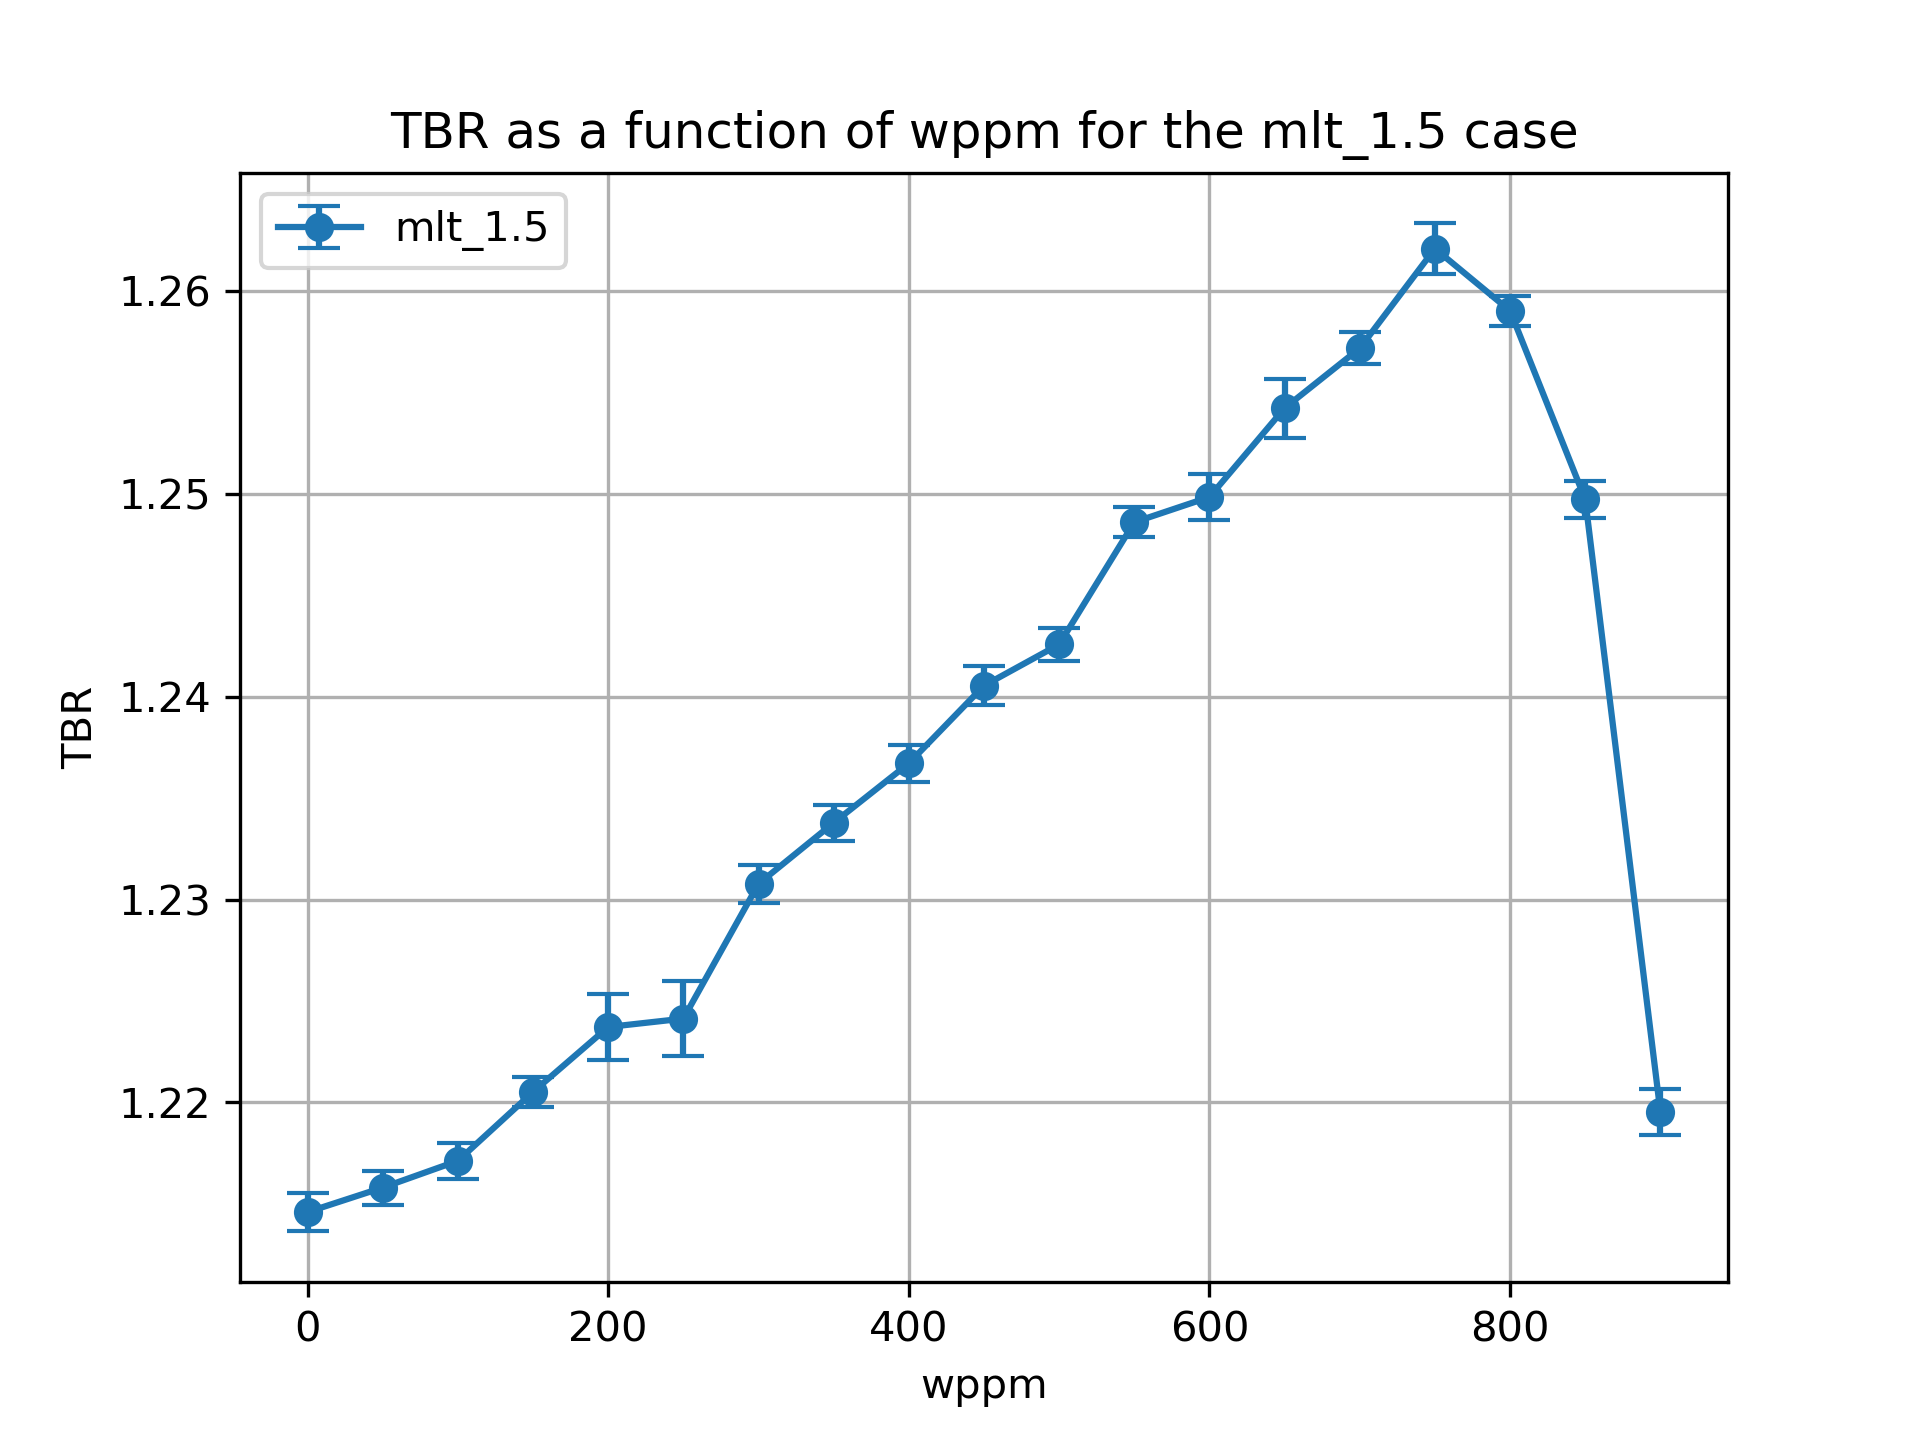 TBR as a function of wppm for the mlt_1.5 case
mlt_1.5
1.26
1.25
1.24
1.23
1.22
TBR
0 200 400 600 800
wppm